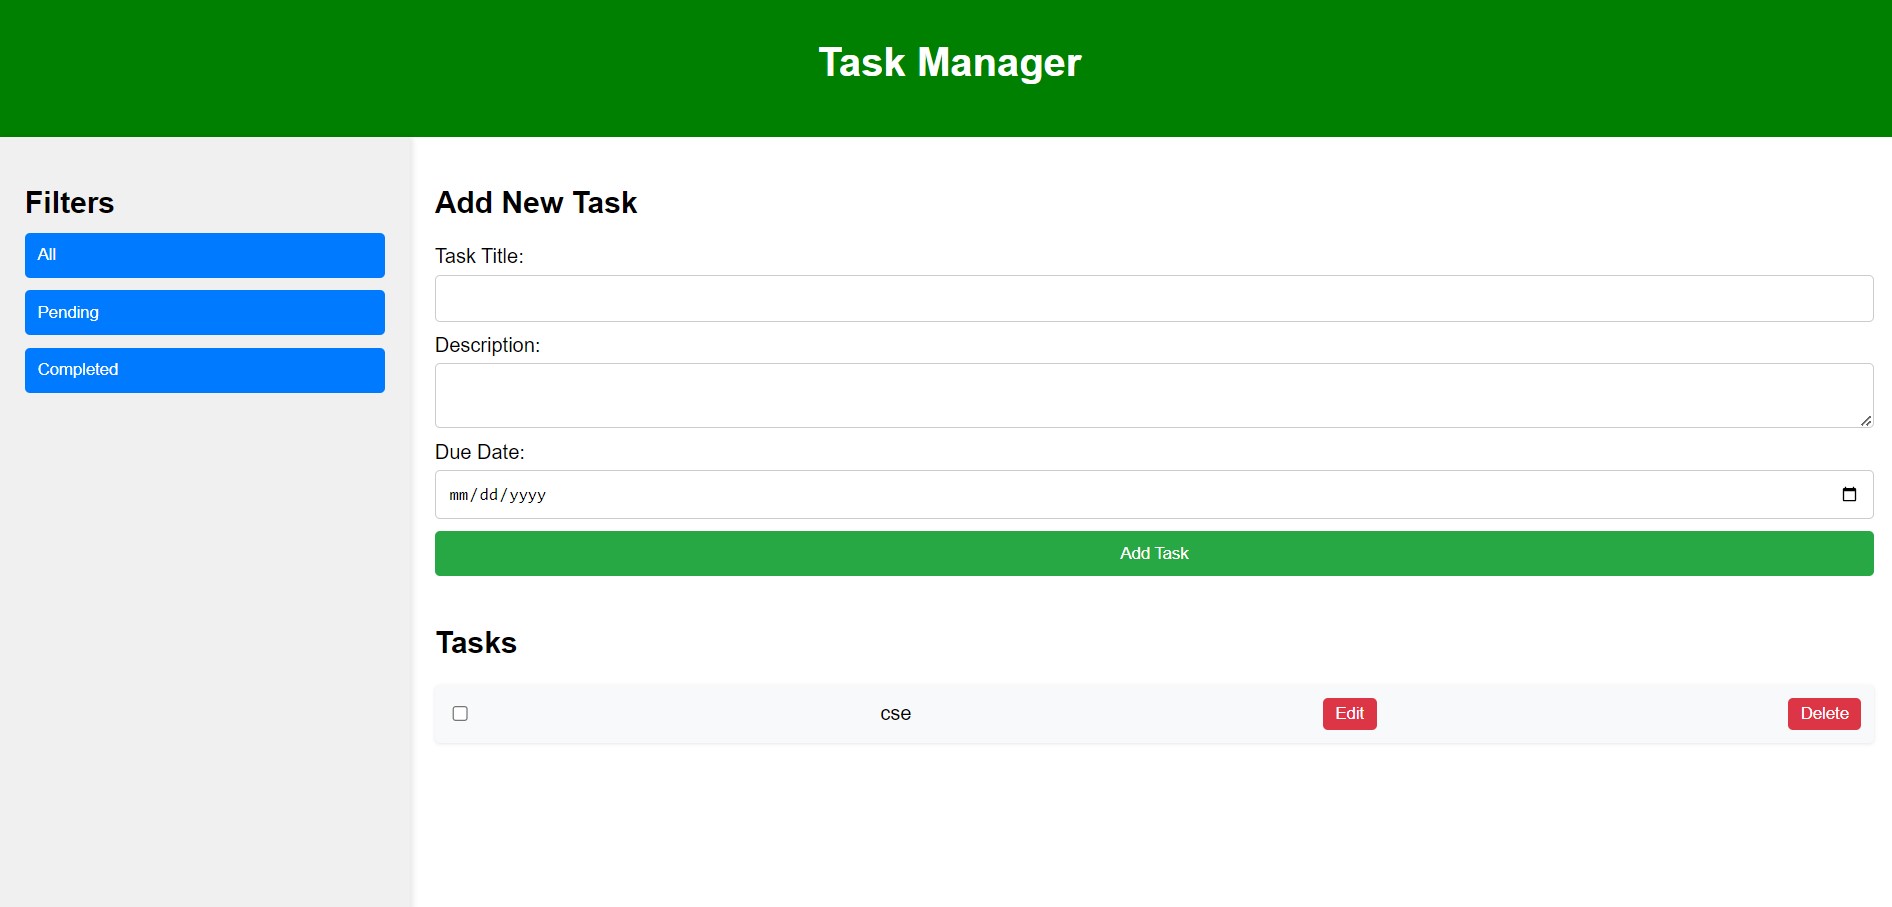 Task Manager
Filters
All
Pending
Completed
Add New Task
Task Title:
Description:
Due Date:
mm/dd/yyyy
Add Task
Tasks
cse Edit Delete